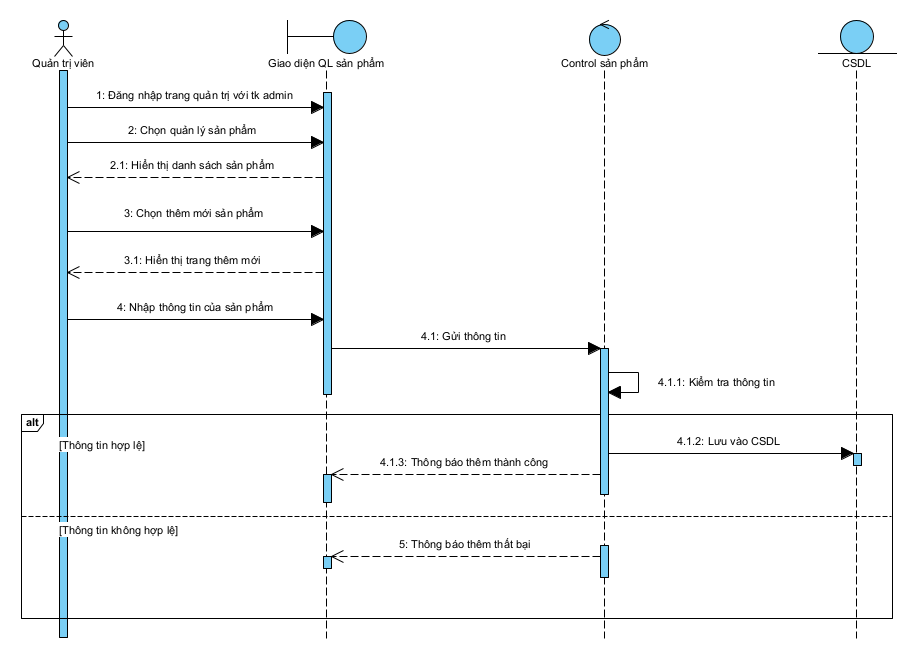 Quản trị viên
Giao diện QL sản phẩm
Control sản phẩm
CSDL
1: Đăng nhập trang quản trị với tk admin
2: Chọn quản lý sản phẩm
2.1: Hiển thị danh sách sản phẩm
3: Chọn thêm mới sản phẩm
3.1: Hiển thị trang thêm mới
4: Nhập thông tin của sản phẩm
4.1: Gửi thông tin
4.1.1: Kiểm tra thông tin
alt
[Thông tin hợp lệ]
4.1.2: Lưu vào CSDL
4.1.3: Thông báo thêm thành công
[Thông tin không hợp lệ]
5: Thông báo thêm thất bại